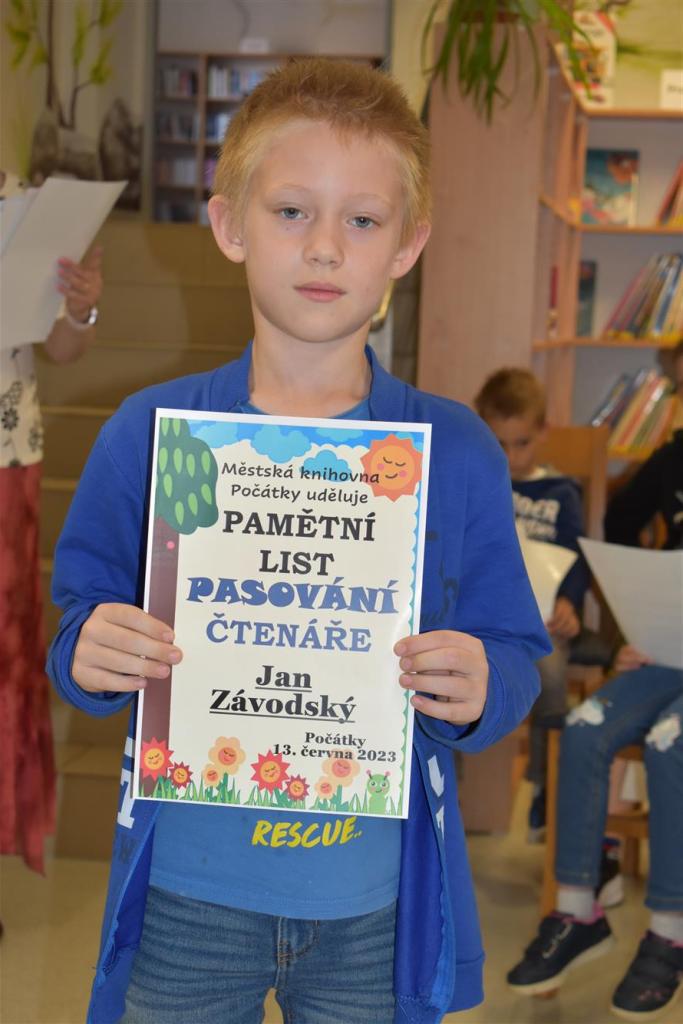 Městská knihovna
Počátky uděluje
PAMĚTNÍ
LIST
PASOVÁNÍ
ČTENÁŘE
Jan
Závodský
Počátky
13. června 2023
RESCUE..